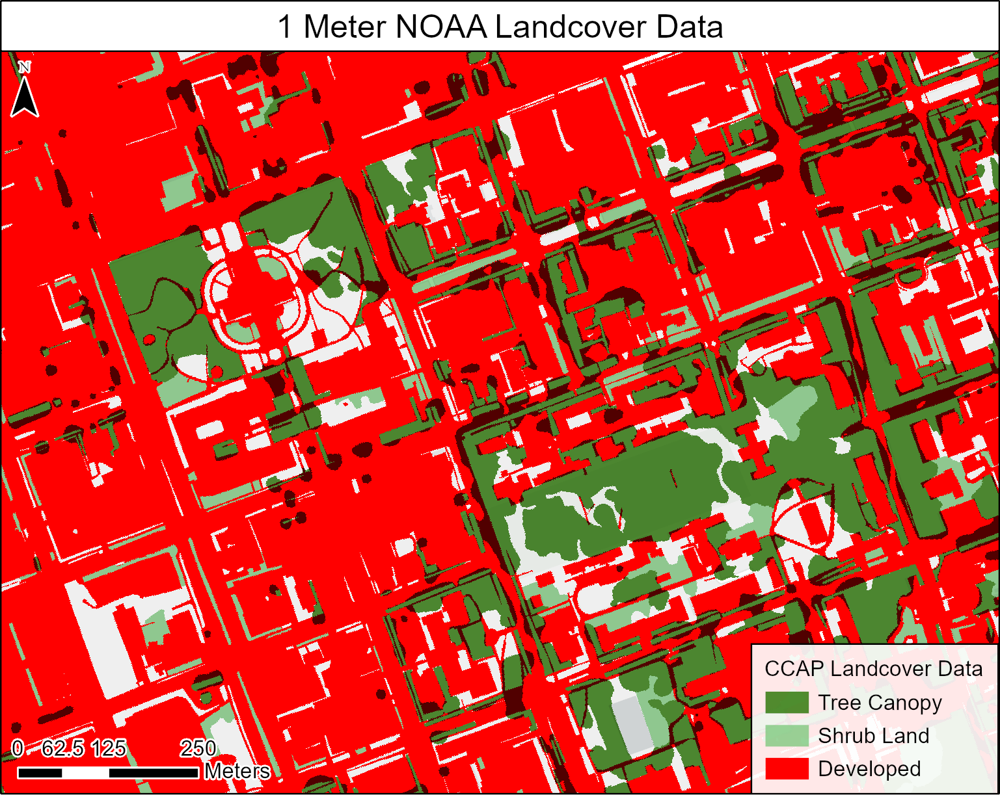 1 Meter NOAA Landcover Data
N
CCAP Landcover Data
Tree Canopy
Shrub Land
Developed
0 62.5 125 250
Meters